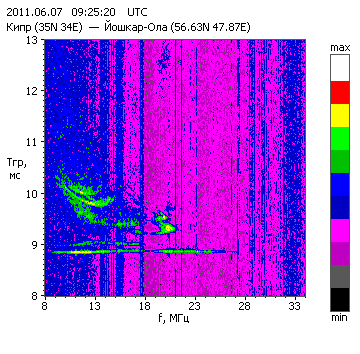 2011.06.07 09:25:20 UTC
Кипр (35N 34E) — Йошкар-Ола (56.63N 47.87E)
max
13
12
11
Tгр,
мс
10
9
8
min
8 13 18 23 28 33
f, МГц